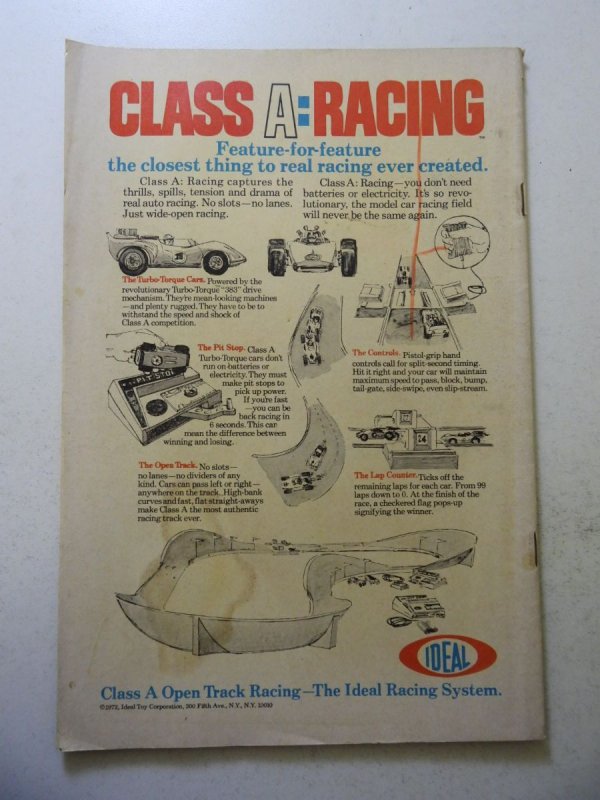 CLASS A: RACING
TM
Feature-for-feature
the closest thing to real racing ever created.
Class A: Racing captures the
thrills, spills, tension and drama of
real auto racing. No slots—no lanes.
Just wide-open racing.
Class A: Racing—you don't need
batteries or electricity. It's so revo-
lutionary, the model car racing field
will never be the same again.
The Turbo-Torque Cars. Powered by the
revolutionary Turbo-Torque "383" drive
mechanism. They're mean-looking machines
—and plenty rugged. They have to be to
withstand the speed and shock of
Class A competition.
The Pit Stop. Class A
Turbo-Torque cars don't
run on batteries or
electricity. They must
make pit stops to
pick up power.
If you're fast
—you can be
back racing in
6 seconds. This can
mean the difference between
winning and losing.
PIT STOP
The Controls. Pistol-grip hand
controls call for split-second timing.
Hit it right and your car will maintain
maximum speed to pass, block, bump,
tail-gate, side-swipe, even slip-stream.
The Open Track. No slots—
no lanes—no dividers of any
kind. Cars can pass left or right—
anywhere on the track. High-bank
curves and fast, flat straight-aways
make Class A the most authentic
racing track ever.
24
The Lap Counter. Ticks off the
remaining laps for each car. From 99
laps down to 0. At the finish of the
race, a checkered flag pops-up
signifying the winner.
IDEAL
Class A Open Track Racing—The Ideal Racing System.
©1972, Ideal Toy Corporation, 200 Fifth Ave., N.Y., N.Y. 10010